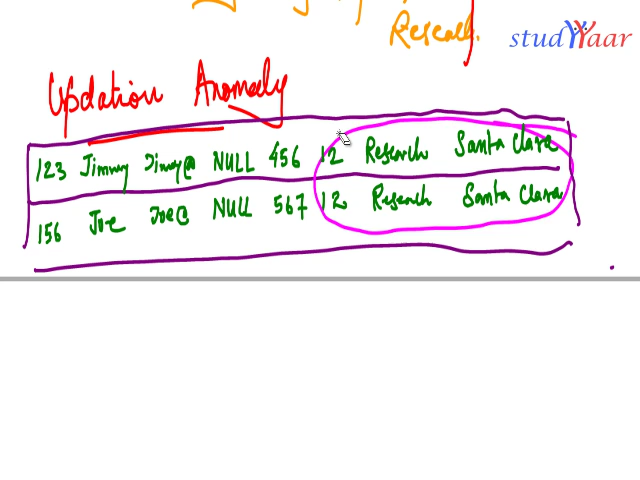 Research.
studYYaar
Updation Anomaly
123 Jimmy Jimmy@ NULL 456 12 Research Santa Clara
156 Joe Joe@ NULL 567 12 Research Santa Clara